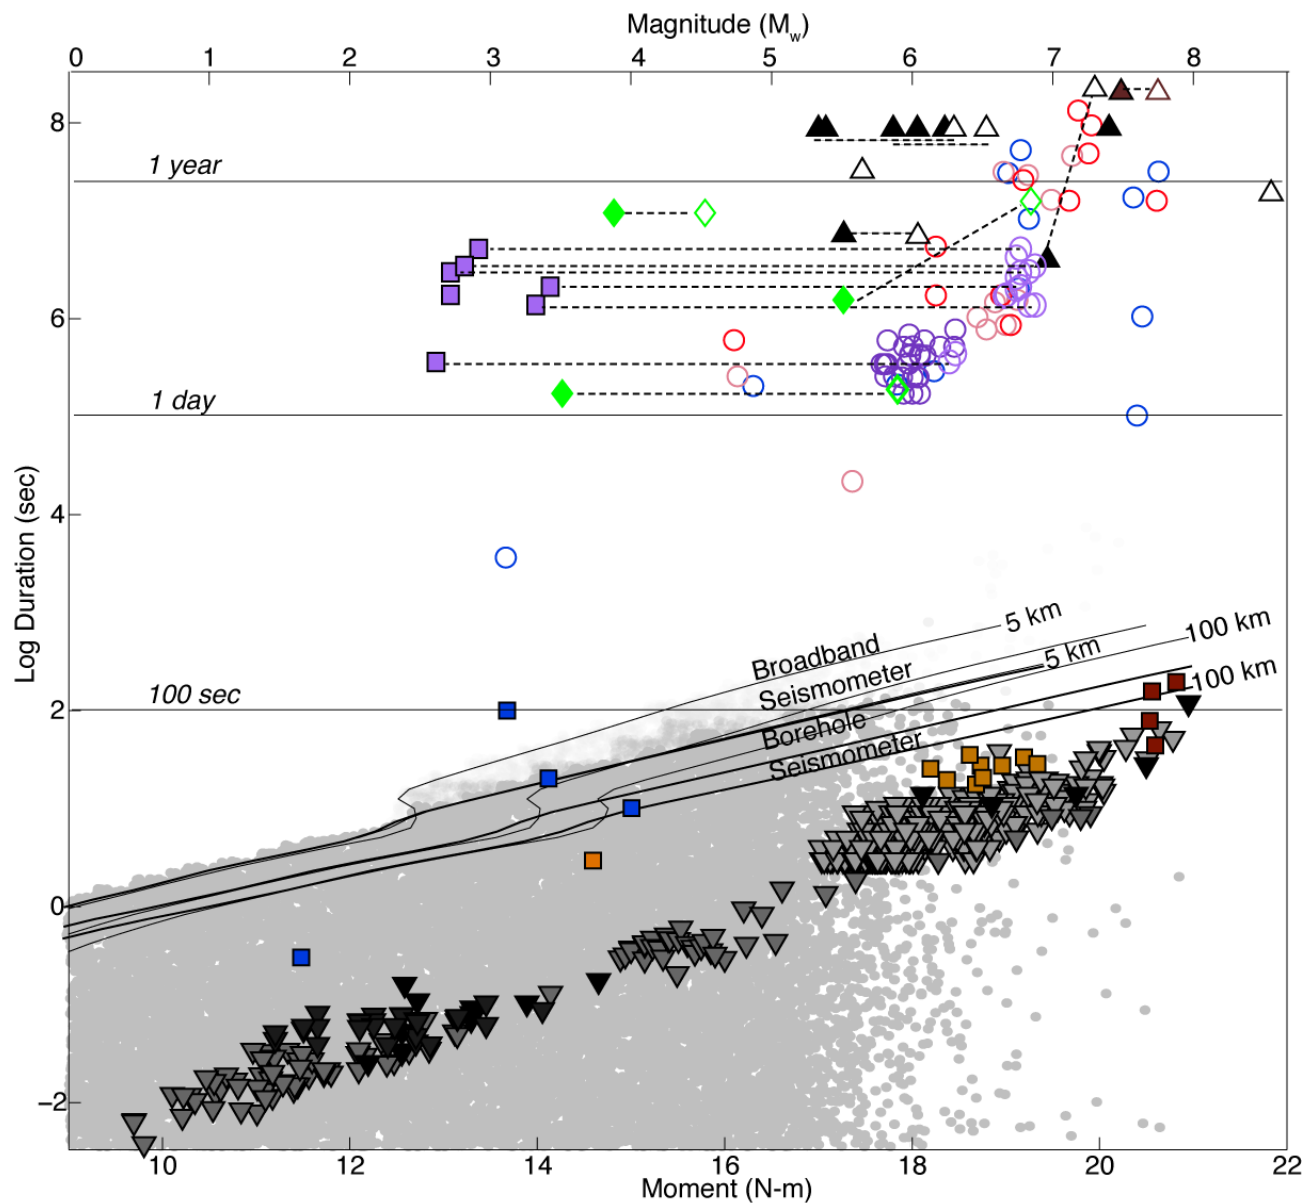 Magnitude (Mw)
0 1 2 3 4 5 6 7 8
8
1 year
6
1 day
Log Duration (sec)
4
5 km
Broadband
100 km
5 km
Seismometer
100 sec
2
100 km
Borehole
Seismometer
0
−2
10 12 14 16 18 20 22
Moment (N-m)